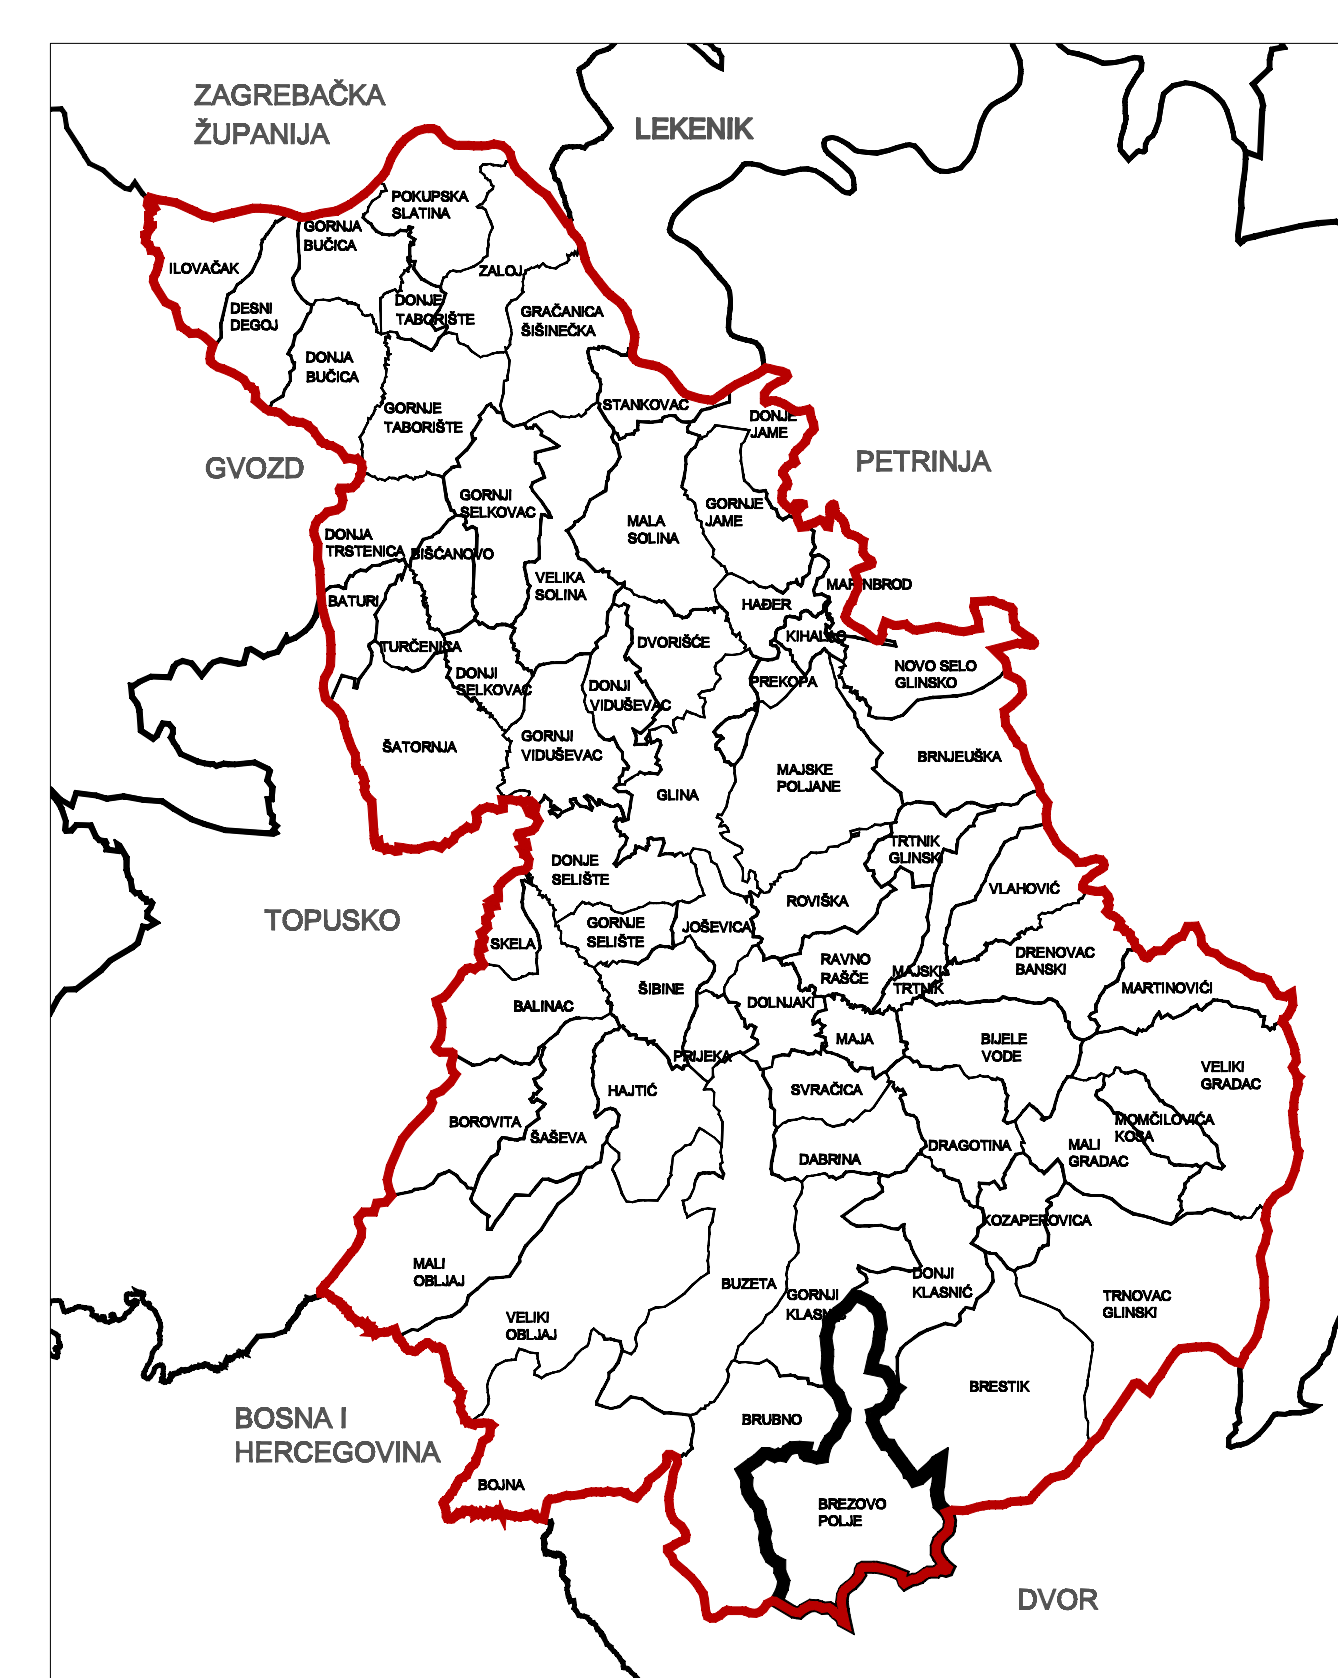 ZAGREBAČKA
ŽUPANIJA
LEKENIK
POKUPSKA
SLATINA
GORNJA
BUČICA
ILOVAČAK
ZALOJ
DESNI
DEGOJ
DONJE
TABORIŠTE
GRAČANICA
ŠIŠINEČKA
DONJA
BUČICA
GORNJE
TABORIŠTE
STANKOVAC
DONJE
JAME
GVOZD
PETRINJA
GORNJI
SELKOVAC
GORNJE
JAME
MALA
SOLINA
DONJA
TRSTENICA
BIŠĆANOVO
VELIKA
SOLINA
MARINBROD
BATURI
HAĐER
TURČENICA
DVORIŠĆE
KIHALAC
DONJI
SELKOVAC
DONJI
VIDUŠEVAC
PREKOPA
NOVO SELO
GLINSKO
ŠATORNJA
GORNJI
VIDUŠEVAC
BRNJEUŠKA
MAJSKE
POLJANE
GLINA
TRTNIK
GLINSKI
DONJE
SELIŠTE
VLAHOVIĆ
ROVIŠKA
TOPUSKO
GORNJE
SELIŠTE
JOŠEVICA
SKELA
RAVNO
RAŠČE
MAJSKI
TRTNIK
DRENOVAC
BANSKI
ŠIBINE
DOLNJAKI
MARTINOVIĆI
BALINAC
MAJA
BIJELE
VODE
PRIJEKA
VELIKI
GRADAC
HAJTIĆ
SVRAČICA
BOROVITA
ŠAŠEVA
MOMČILOVIĆA
KOSA
DRAGOTINA
MALI
GRADAC
DABRINA
KOZAPEROVICA
MALI
OBLJAJ
BUZETA
GORNJI
KLASNIĆ
DONJI
KLASNIĆ
TRNOVAC
GLINSKI
VELIKI
OBLJAJ
BRESTIK
BOSNA I
HERCEGOVINA
BRUBNO
BOJNA
BREZOVO
POLJE
DVOR